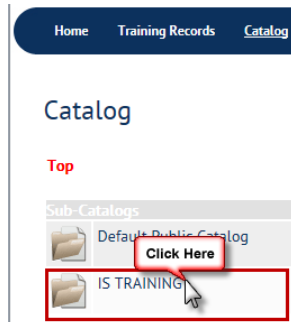 Home Training Records Catalog
Catalog
Top
Sub-Catalogs
Default Public Catalog
Click Here
IS TRAINING